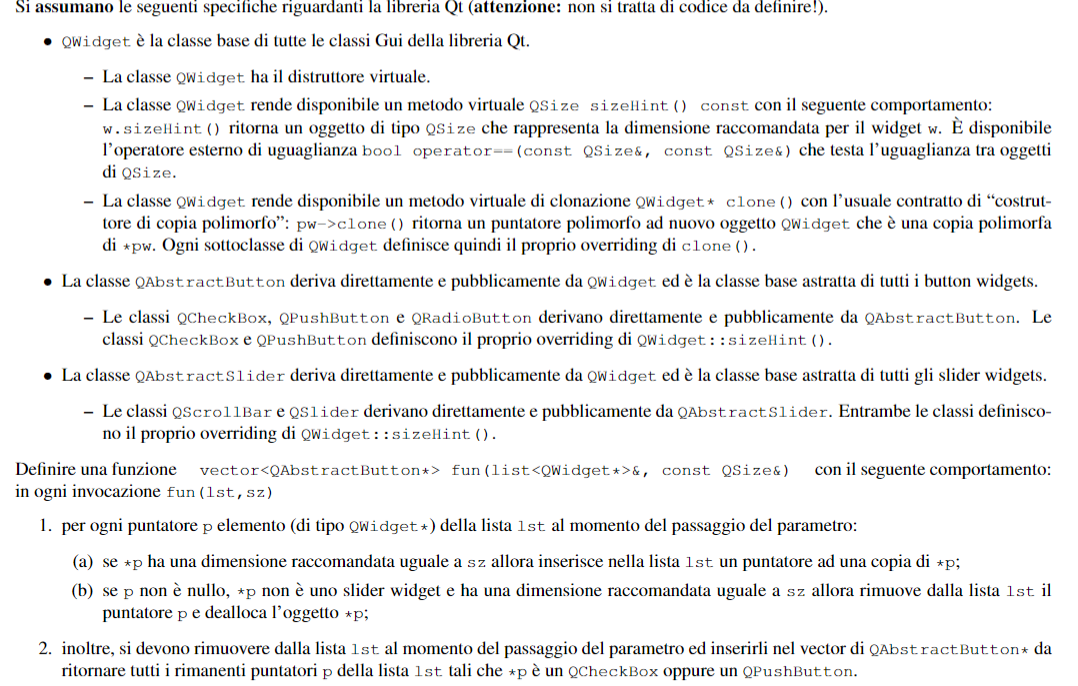 Si assumano le seguenti specifiche riguardanti la libreria Qt (attenzione: non si tratta di codice da definire!).
• QWidget è la classe base di tutte le classi Gui della libreria Qt.
– La classe QWidget ha il distruttore virtuale.
– La classe QWidget rende disponibile un metodo virtuale QSize sizeHint() const con il seguente comportamento:
w.sizeHint() ritorna un oggetto di tipo QSize che rappresenta la dimensione raccomandata per il widget w. È disponibile
l'operatore esterno di uguaglianza bool operator==(const QSize&, const QSize&) che testa l'uguaglianza tra oggetti
di QSize.
– La classe QWidget rende disponibile un metodo virtuale di clonazione QWidget* clone() con l'usuale contratto di "costrut-
tore di copia polimorfo": pw->clone() ritorna un puntatore polimorfo ad nuovo oggetto QWidget che è una copia polimorfa
di *pw. Ogni sottoclasse di QWidget definisce quindi il proprio overriding di clone().
• La classe QAbstractButton deriva direttamente e pubblicamente da QWidget ed è la classe base astratta di tutti i button widgets.
– Le classi QCheckBox, QPushButton e QRadioButton derivano direttamente e pubblicamente da QAbstractButton. Le
classi QCheckBox e QPushButton definiscono il proprio overriding di QWidget::sizeHint().
• La classe QAbstractSlider deriva direttamente e pubblicamente da QWidget ed è la classe base astratta di tutti gli slider widgets.
– Le classi QScrollBar e QSlider derivano direttamente e pubblicamente da QAbstractSlider. Entrambe le classi definisco-
no il proprio overriding di QWidget::sizeHint().
Definire una funzione vector<QAbstractButton*> fun(list<QWidget*>&, const QSize&) con il seguente comportamento:
in ogni invocazione fun(lst,sz)
1. per ogni puntatore p elemento (di tipo QWidget*) della lista lst al momento del passaggio del parametro:
(a) se *p ha una dimensione raccomandata uguale a sz allora inserisce nella lista lst un puntatore ad una copia di *p;
(b) se p non è nullo, *p non è uno slider widget e ha una dimensione raccomandata uguale a sz allora rimuove dalla lista lst il
puntatore p e dealloca l'oggetto *p;
2. inoltre, si devono rimuovere dalla lista lst al momento del passaggio del parametro ed inserirli nel vector di QAbstractButton* da
ritornare tutti i rimanenti puntatori p della lista lst tali che *p è un QCheckBox oppure un QPushButton.